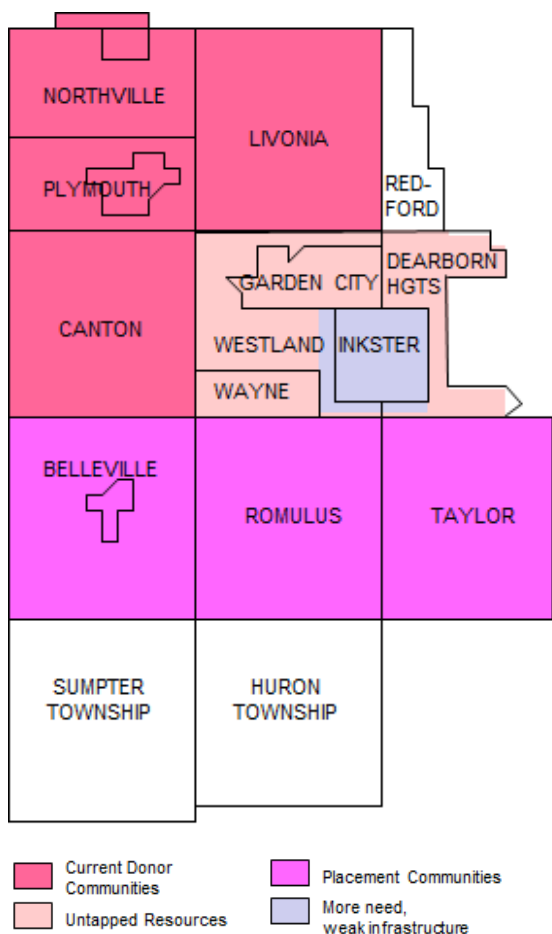 NORTHVILLE
LIVONIA
PLYMOUTH
RED-
FORD
DEARBORN
HGTS
GARDEN CITY
CANTON
WESTLAND
INKSTER
WAYNE
BELLEVILLE
ROMULUS
TAYLOR
SUMPTER
TOWNSHIP
HURON
TOWNSHIP
Current Donor
Communities
Placement Communities
Untapped Resources
More need,
weak infrastructure